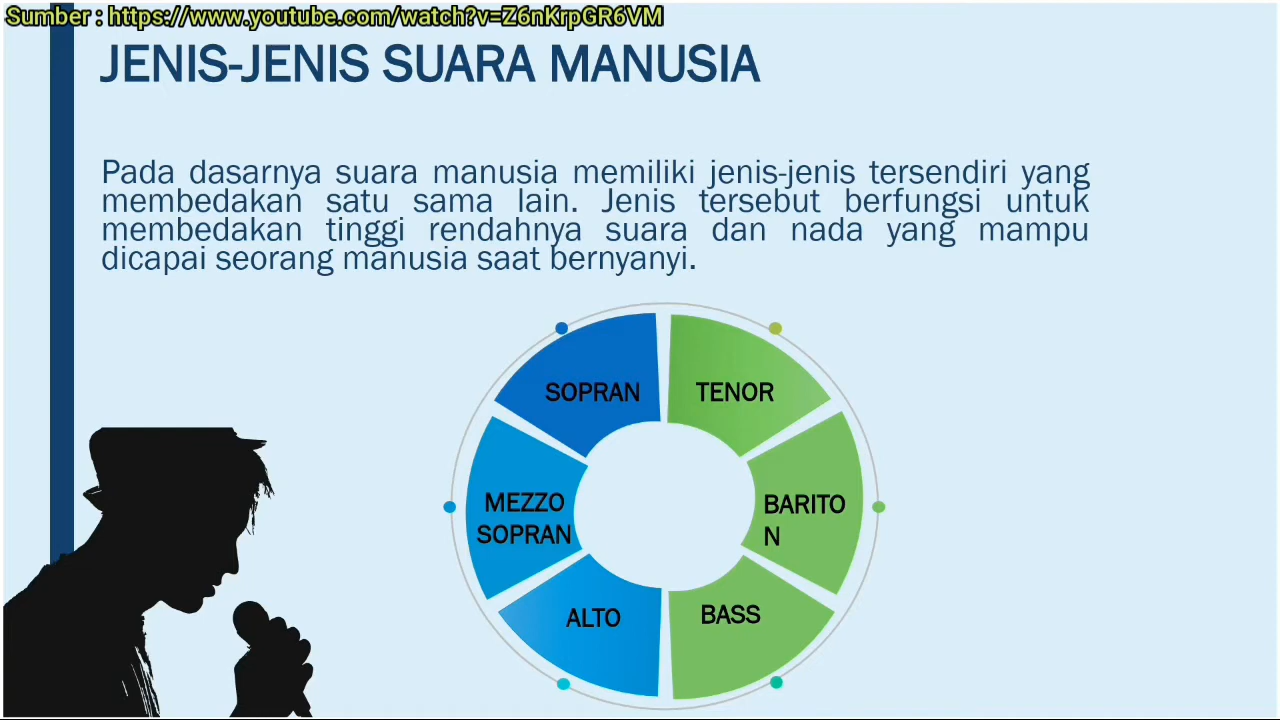 Sumber : https://www.youtube.com/watch?v=Z6nKrpGR6VM
JENIS-JENIS SUARA MANUSIA
Pada dasarnya suara manusia memiliki jenis-jenis tersendiri yang
membedakan satu sama lain. Jenis tersebut berfungsi untuk
membedakan tinggi rendahnya suara dan nada yang mampu
dicapai seorang manusia saat bernyanyi.
SOPRAN
TENOR
MEZZO
SOPRAN
BARITO
N
ALTO
BASS